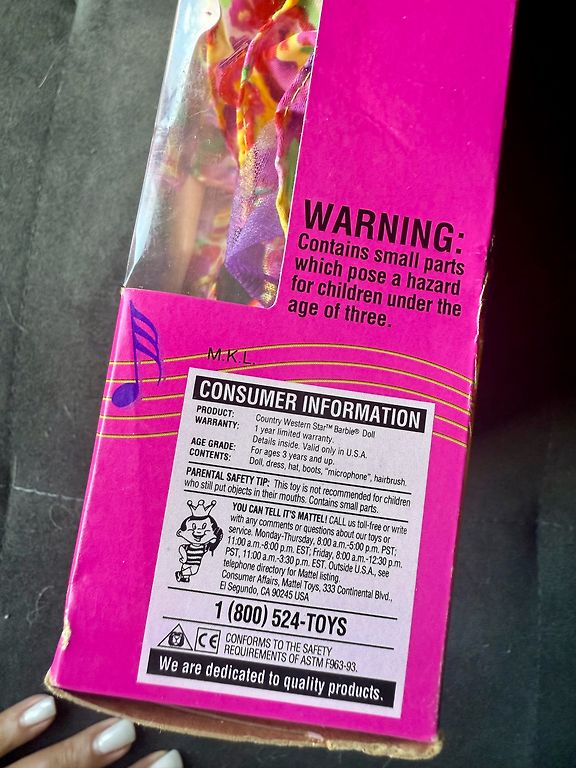 WARNING:
Contains small parts
which pose a hazard
for children under the
age of three.
M.K.L.
CONSUMER INFORMATION
PRODUCT: Country Western Star™ Barbie® Doll
WARRANTY: 1 year limited warranty.
Details inside. Valid only in U.S.A.
AGE GRADE: For ages 3 years and up.
CONTENTS: Doll, dress, hat, boots, "microphone", hairbrush.
PARENTAL SAFETY TIP: This toy is not recommended for children
who still put objects in their mouths. Contains small parts.
YOU CAN TELL IT'S MATTEL! CALL us toll-free or write
with any comments or questions about our toys or
service. Monday-Thursday, 8:00 a.m.-5:00 p.m. PST;
11:00 a.m.-8:00 p.m. EST; Friday, 8:00 a.m.-12:30 p.m.
PST, 11:00 a.m.-3:30 p.m. EST. Outside U.S.A., see
telephone directory for Mattel listing.
Consumer Affairs, Mattel Toys, 333 Continental Blvd.,
El Segundo, CA 90245 USA
1 (800) 524-TOYS
CE CONFORMS TO THE SAFETY
REQUIREMENTS OF ASTM F963-93.
We are dedicated to quality products.